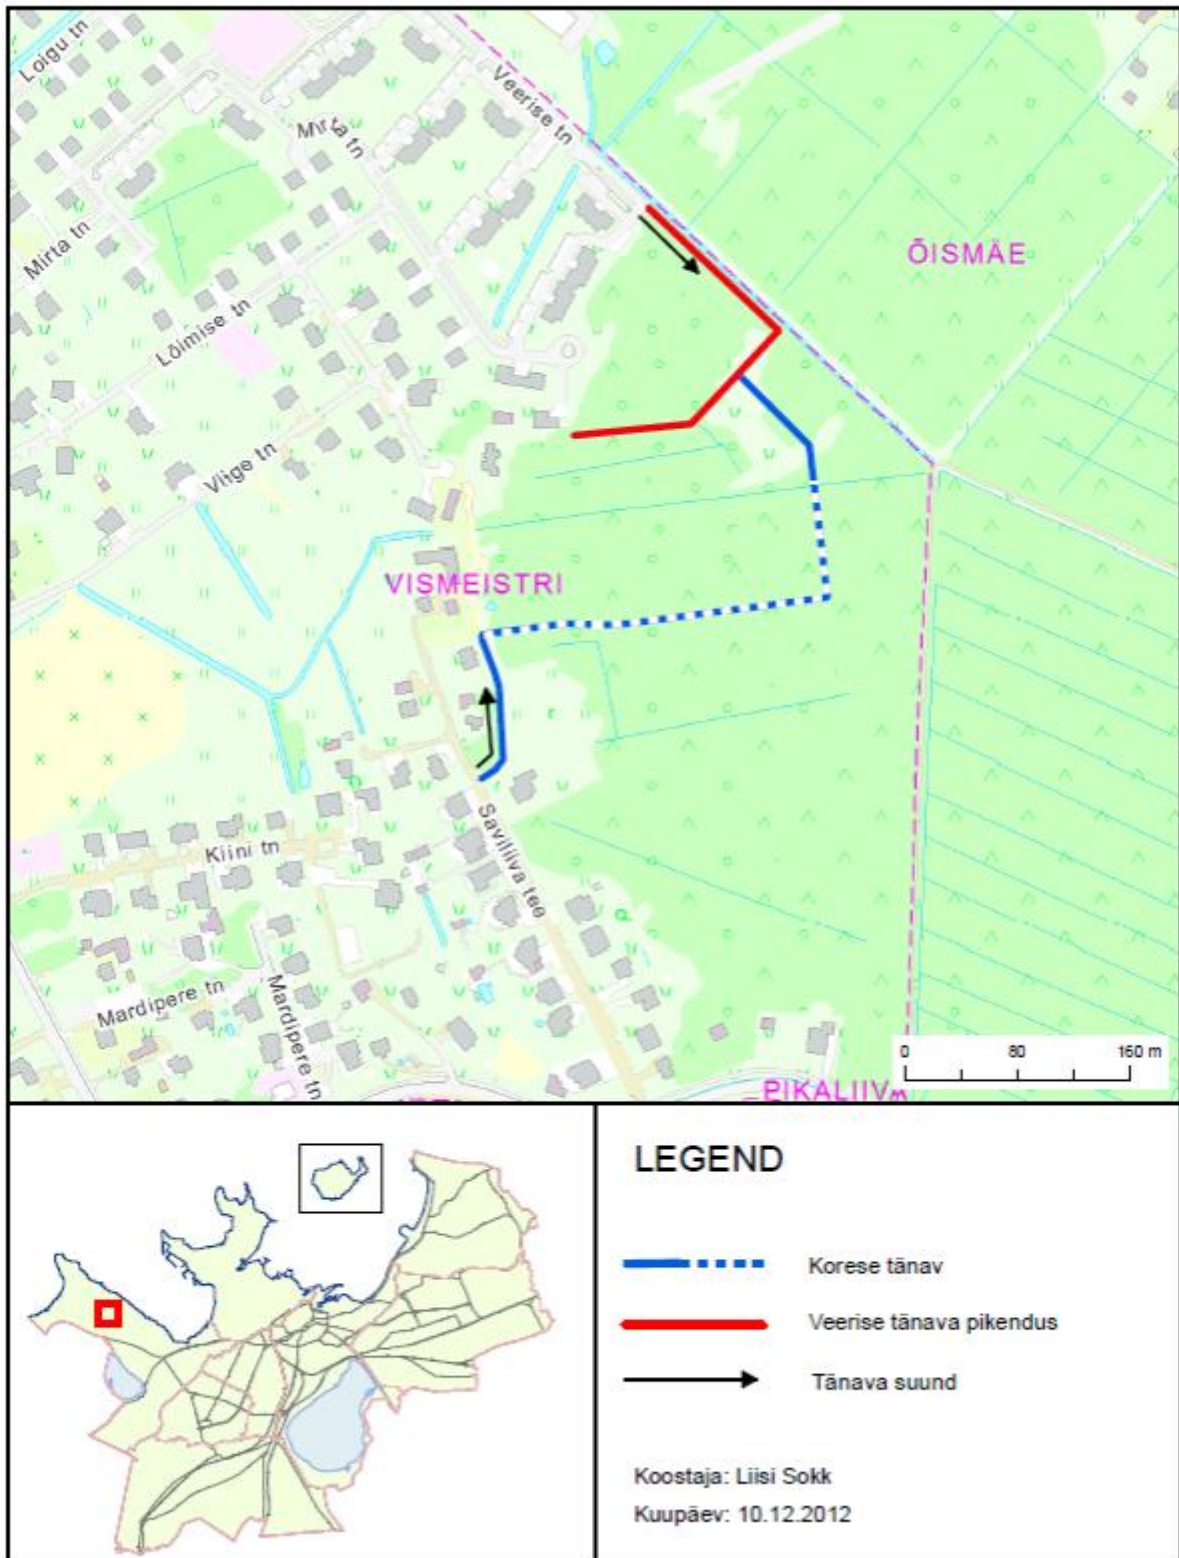 Loigu tn
Veerise tn
Mirta tn
Mirta tn
ÕISMÄE
Lõimise tn
Viige tn
VISMEISTRI
Saviliiva tee
Kiini tn
Mardipere tn
Mardipere tn
0 80 160 m
PIKALIIVA
LEGEND
Korese tänav
Veerise tänava pikendus
Tänava suund
Koostaja: Liisi Sokk
Kuupäev: 10.12.2012